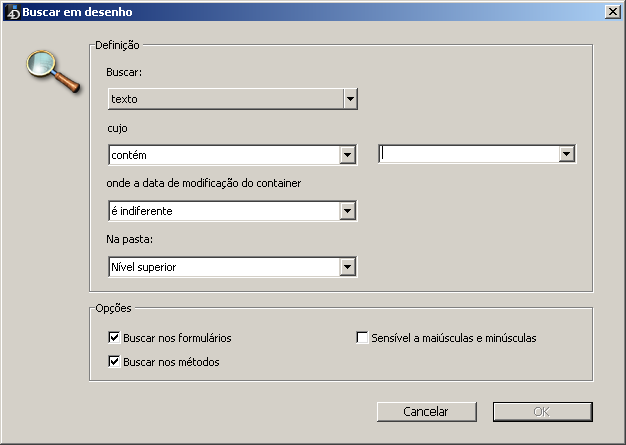 4D Buscar em desenho
Definição
Buscar:
texto
cujo
contém
onde a data de modificação do container
é indiferente
Na pasta:
Nível superior
Opções
Buscar nos formulários
Sensível a maiúsculas e minúsculas
Buscar nos métodos
Cancelar
OK